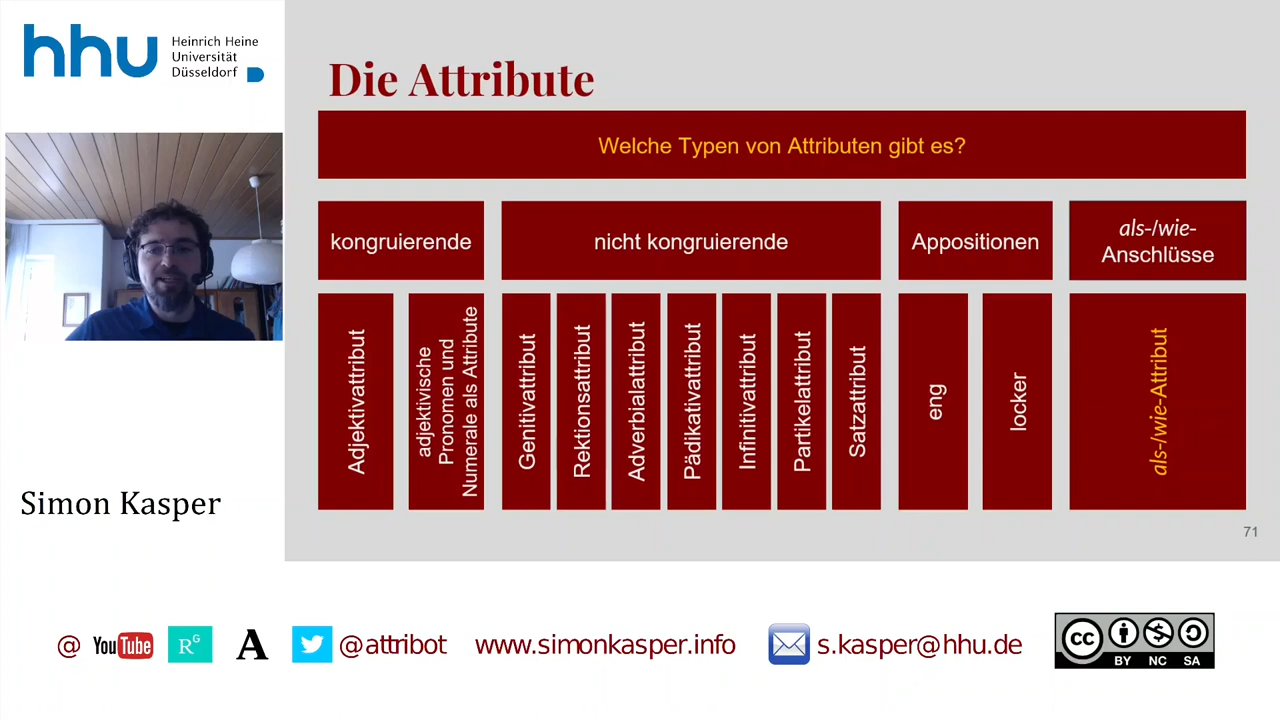 hhu
Heinrich Heine
Universität
Düsseldorf
Die Attribute
Welche Typen von Attributen gibt es?
kongruierende
nicht kongruierende
Appositionen
als-/wie-
Anschlüsse
Adjektivattribut
adjektivische
Pronomen und
Numerale als Attribute
Genitivattribut
Rektionsattribut
Adverbialattribut
Pädikativattribut
Infinitivattribut
Partikelattribut
Satzattribut
eng
locker
als-/wie-Attribut
71
Simon Kasper
@ YouTube RG A @attribot www.simonkasper.info s.kasper@hhu.de
cc BY NC SA